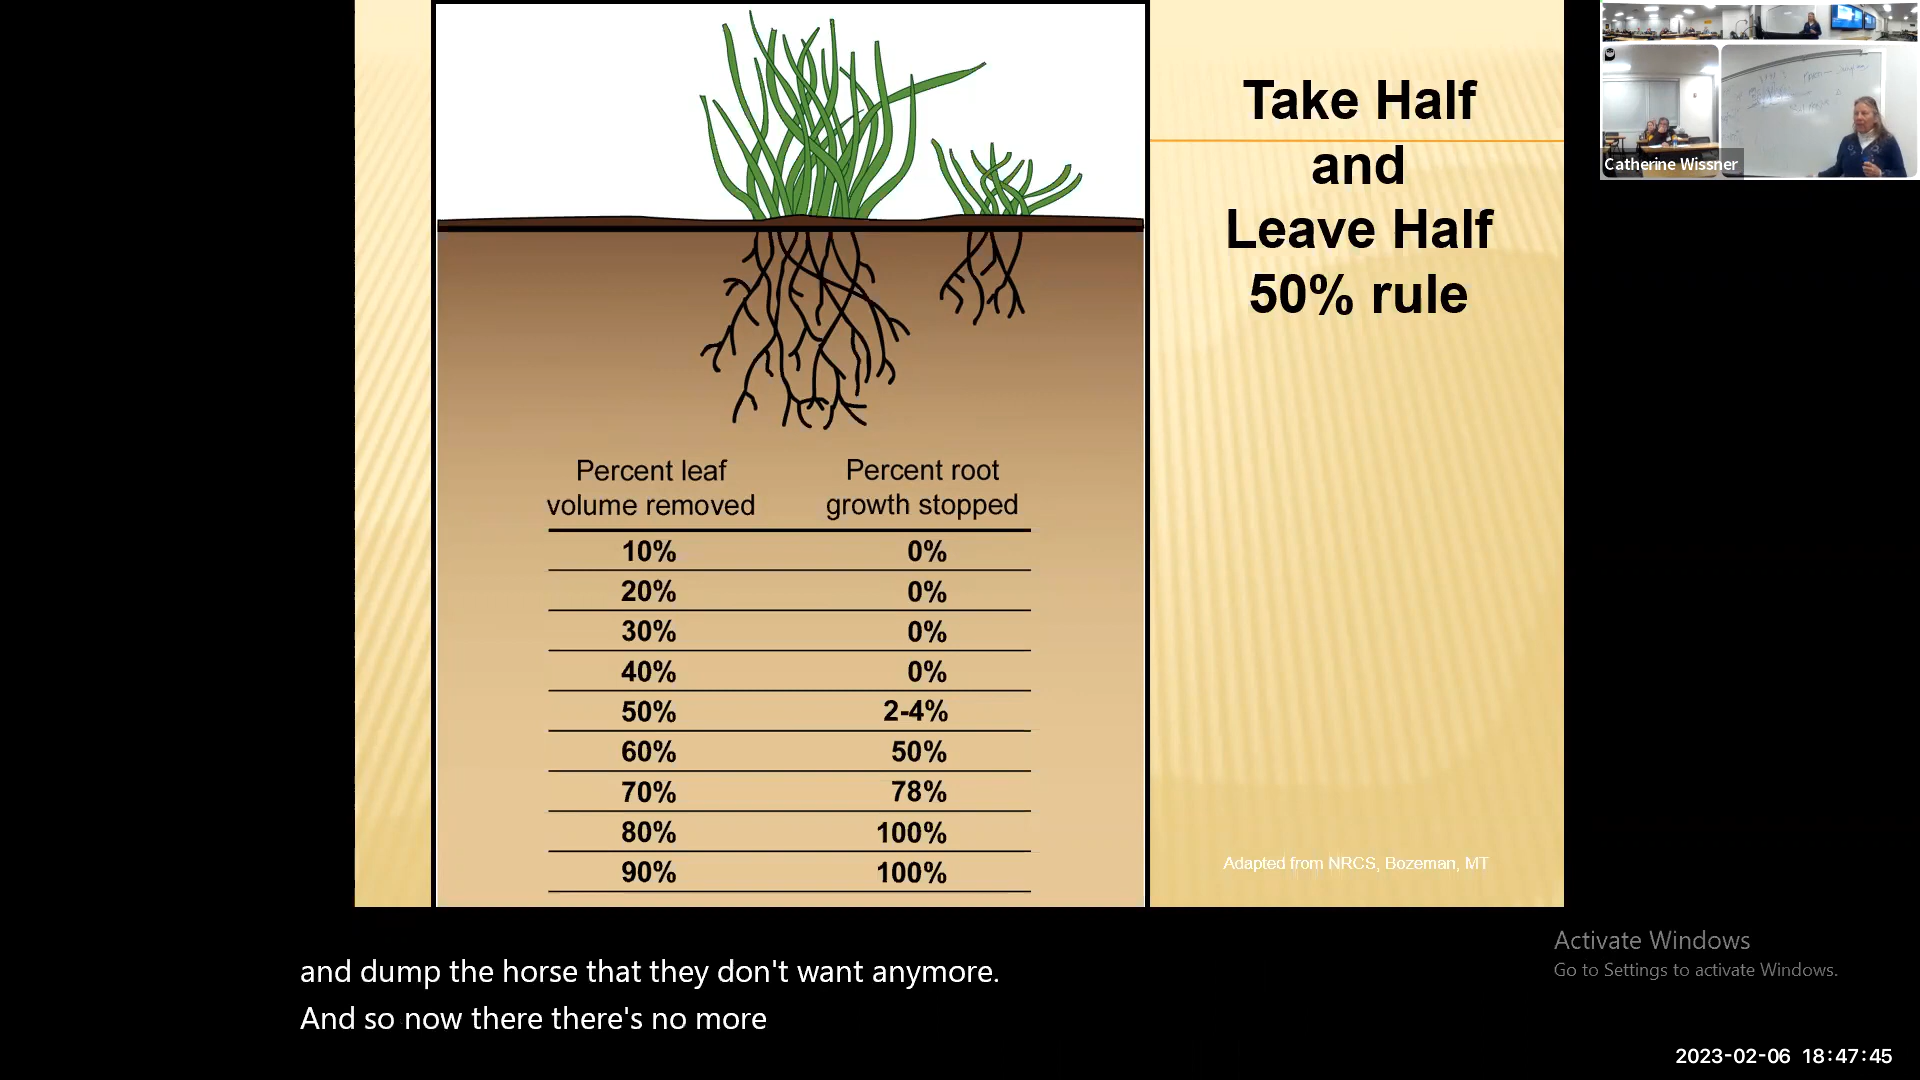 Take Half
and
Leave Half
50% rule
Percent leaf
volume removed
Percent root
growth stopped
10% 0%
20% 0%
30% 0%
40% 0%
50% 2-4%
60% 50%
70% 78%
80% 100%
90% 100%
Adapted from NRCS, Bozeman, MT
Catherine Wissner
and dump the horse that they don't want anymore.
And so now there there's no more
Activate Windows
Go to Settings to activate Windows.
2023-02-06 18:47:45